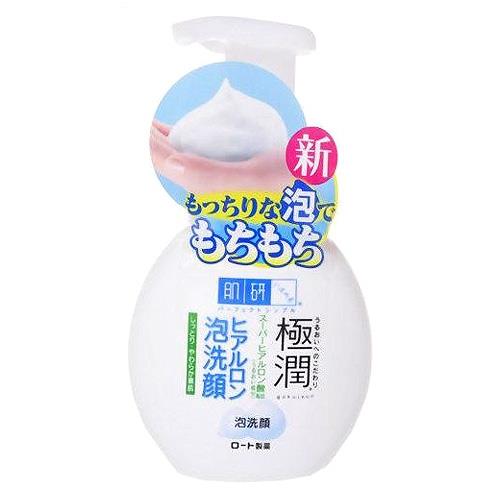 新
もっちりな泡で
もちもち
肌研
パーフェクトシンプル
うるおいへのこだわり。
極潤
GOKUJYUN
スーパーヒアルロン酸
ヒアルロン
泡洗顔
しっとり、やわらか素肌
泡洗顔
ロート製薬